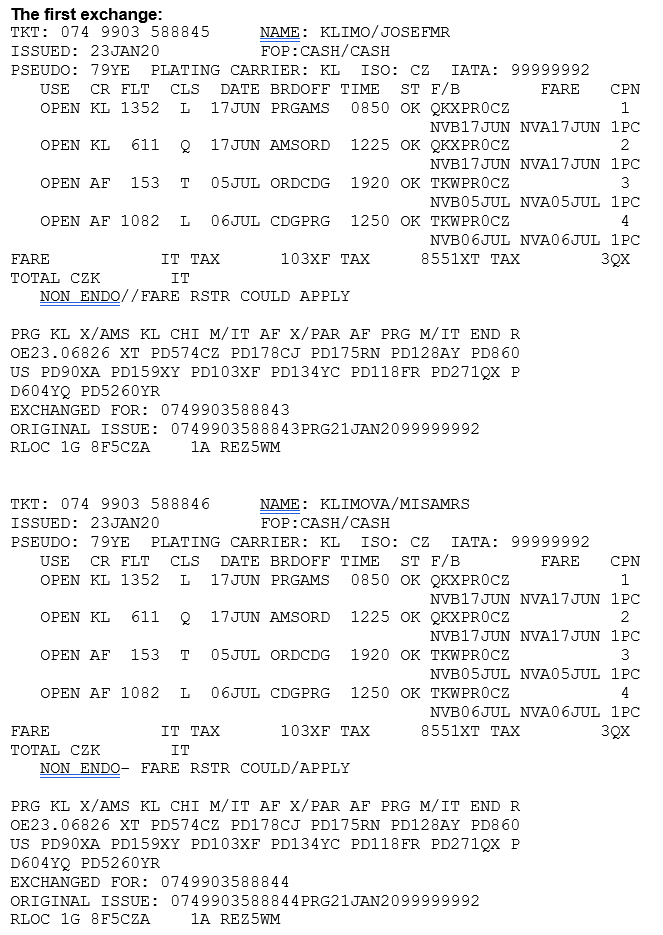 The first exchange:
TKT: 074 9903 588845     NAME: KLIMO/JOSEFMR
ISSUED: 23JAN20          FOP:CASH/CASH
PSEUDO: 79YE  PLATING CARRIER: KL  ISO: CZ  IATA: 99999992
   USE  CR FLT  CLS  DATE BRDOFF TIME  ST F/B        FARE   CPN
   OPEN KL 1352  L  17JUN PRGAMS  0850 OK QKXPR0CZ           1
                                          NVB17JUN NVA17JUN 1PC
   OPEN KL  611  Q  17JUN AMSORD  1225 OK QKXPR0CZ           2
                                          NVB17JUN NVA17JUN 1PC
   OPEN AF  153  T  05JUL ORDCDG  1920 OK TKWPR0CZ           3
                                          NVB05JUL NVA05JUL 1PC
   OPEN AF 1082  L  06JUL CDGPRG  1250 OK TKWPR0CZ           4
                                          NVB06JUL NVA06JUL 1PC
FARE           IT TAX      103XF TAX     8551XT TAX        3QX
TOTAL CZK       IT
   NON ENDO//FARE RSTR COULD APPLY
PRG KL X/AMS KL CHI M/IT AF X/PAR AF PRG M/IT END R
OE23.06826 XT PD574CZ PD178CJ PD175RN PD128AY PD860
US PD90XA PD159XY PD103XF PD134YC PD118FR PD271QX P
D604YQ PD5260YR
EXCHANGED FOR: 0749903588843
ORIGINAL ISSUE: 0749903588843PRG21JAN2099999992
RLOC 1G 8F5CZA    1A REZ5WM
TKT: 074 9903 588846     NAME: KLIMOVA/MISAMRS
ISSUED: 23JAN20          FOP:CASH/CASH
PSEUDO: 79YE  PLATING CARRIER: KL  ISO: CZ  IATA: 99999992
   USE  CR FLT  CLS  DATE BRDOFF TIME  ST F/B        FARE   CPN
   OPEN KL 1352  L  17JUN PRGAMS  0850 OK QKXPR0CZ           1
                                          NVB17JUN NVA17JUN 1PC
   OPEN KL  611  Q  17JUN AMSORD  1225 OK QKXPR0CZ           2
                                          NVB17JUN NVA17JUN 1PC
   OPEN AF  153  T  05JUL ORDCDG  1920 OK TKWPR0CZ           3
                                          NVB05JUL NVA05JUL 1PC
   OPEN AF 1082  L  06JUL CDGPRG  1250 OK TKWPR0CZ           4
                                          NVB06JUL NVA06JUL 1PC
FARE           IT TAX      103XF TAX     8551XT TAX        3QX
TOTAL CZK       IT
   NON ENDO- FARE RSTR COULD/APPLY
PRG KL X/AMS KL CHI M/IT AF X/PAR AF PRG M/IT END R
OE23.06826 XT PD574CZ PD178CJ PD175RN PD128AY PD860
US PD90XA PD159XY PD103XF PD134YC PD118FR PD271QX P
D604YQ PD5260YR
EXCHANGED FOR: 0749903588844
ORIGINAL ISSUE: 0749903588844PRG21JAN2099999992
RLOC 1G 8F5CZA    1A REZ5WM